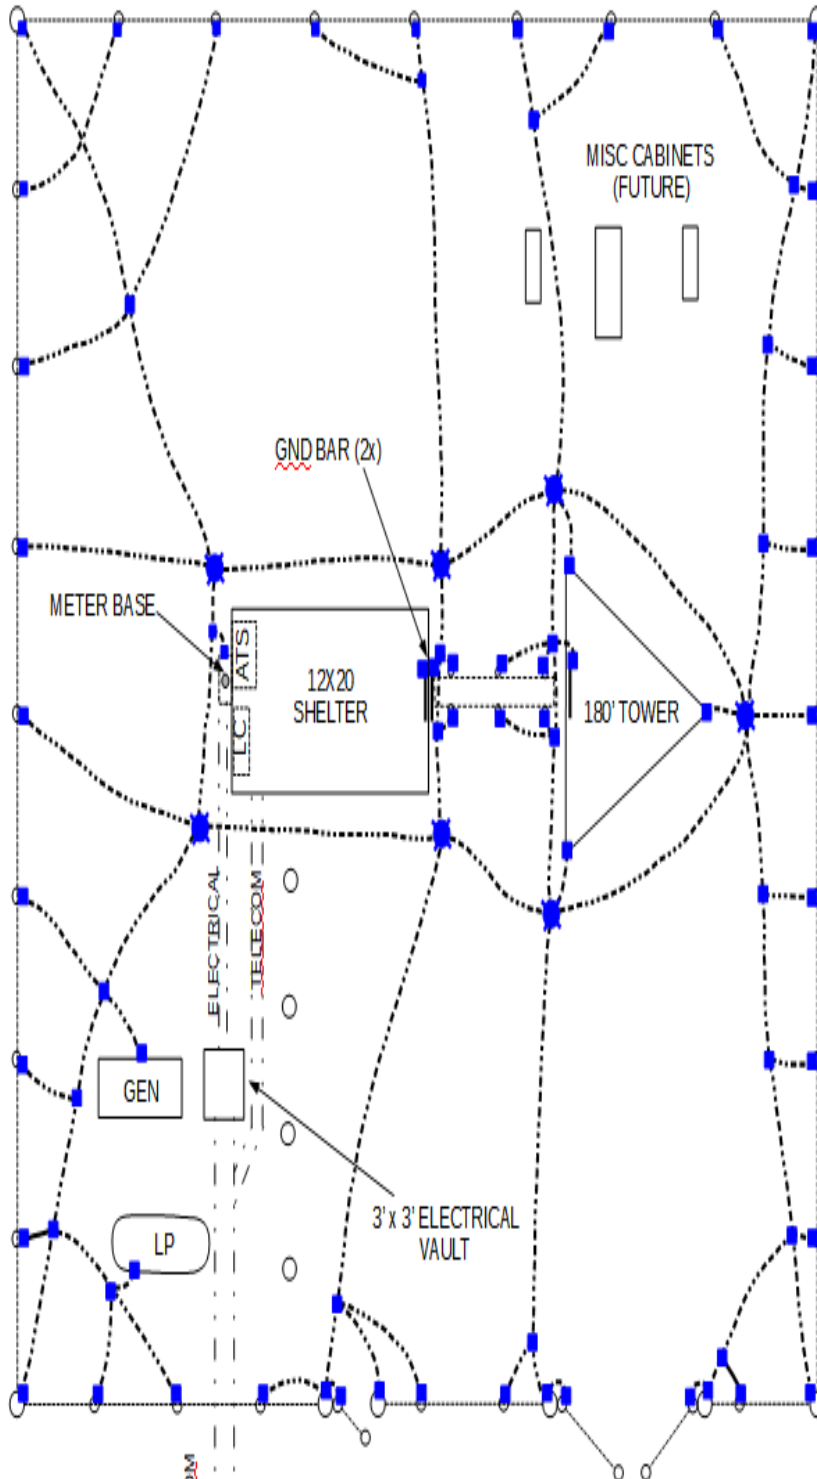 MISC CABINETS
(FUTURE)
GND BAR (2x)
METER BASE
ATS
12X20
SHELTER
LC
180' TOWER
ELECTRICAL
TELECOM
GEN
3' x 3' ELECTRICAL
VAULT
LP
OM